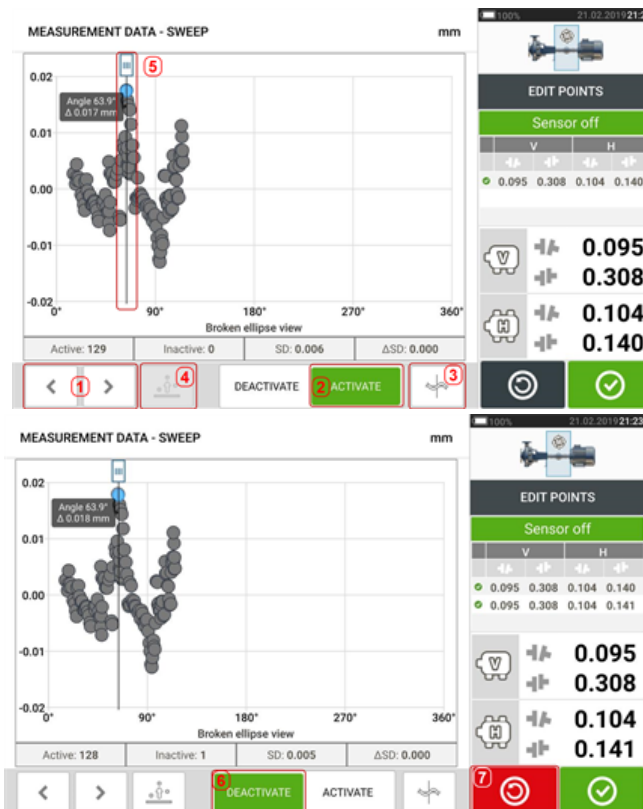 100% 21.02.2019 21:2
MEASUREMENT DATA - SWEEP mm
5
0.02
Angle 63.9°
Δ 0.017 mm
0.01
0.00
-0.01
-0.02
0° 90° 180° 270° 360°
Broken ellipse view
Active: 129 Inactive: 0 SD: 0.006 ΔSD: 0.000
< 1 > 4 DEACTIVATE 2 ACTIVATE 3
EDIT POINTS
Sensor off
V H
0.095 0.308 0.104 0.140
V 0.095
0.308
H 0.104
0.140
100% 21.02.2019 21:23
MEASUREMENT DATA - SWEEP mm
0.02
Angle 63.9°
Δ 0.018 mm
0.01
0.00
-0.01
-0.02
0° 90° 180° 270° 360°
Broken ellipse view
Active: 128 Inactive: 1 SD: 0.005 ΔSD: 0.000
< > 6 DEACTIVATE ACTIVATE
EDIT POINTS
Sensor off
V H
0.095 0.308 0.104 0.140
0.095 0.308 0.104 0.141
V 0.095
0.308
H 0.104
0.141
7